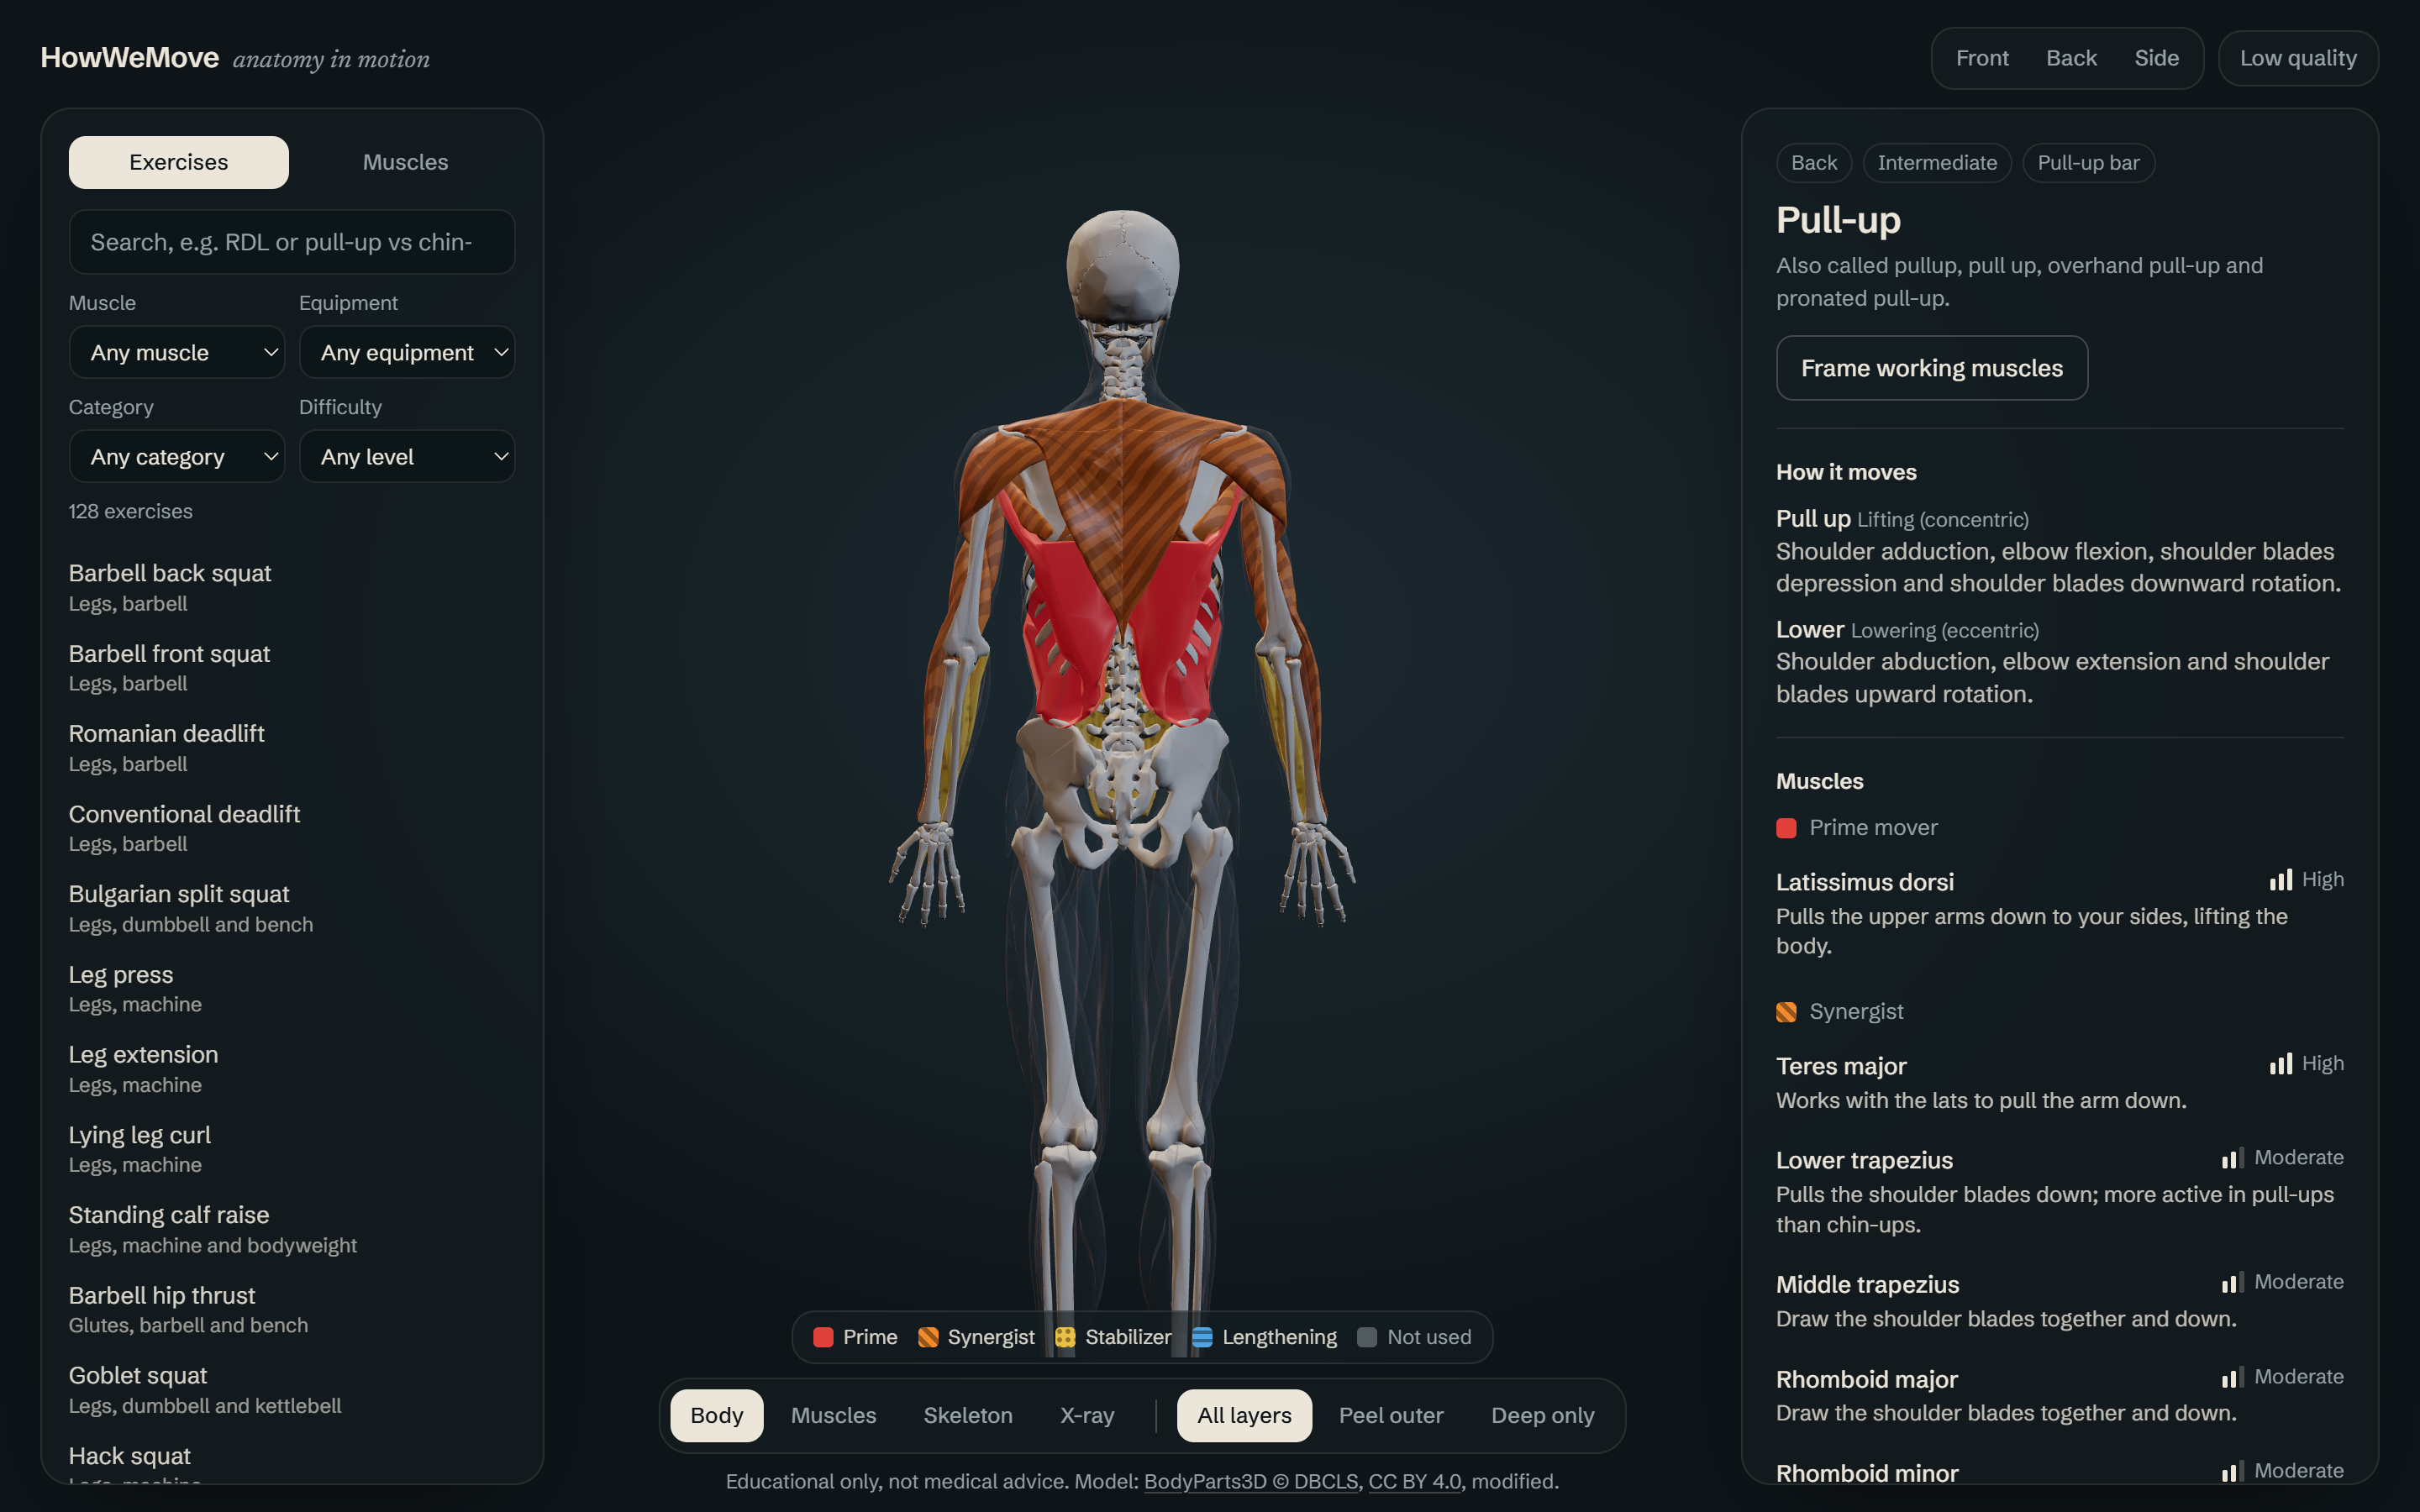 HowWeMove anatomy in motion
Front Back Side Low quality
Exercises Muscles
Search, e.g. RDL or pull-up vs chin-
Muscle Equipment
Any muscle Any equipment
Category Difficulty
Any category Any level
128 exercises
Barbell back squat
Legs, barbell
Barbell front squat
Legs, barbell
Romanian deadlift
Legs, barbell
Conventional deadlift
Legs, barbell
Bulgarian split squat
Legs, dumbbell and bench
Leg press
Legs, machine
Leg extension
Legs, machine
Lying leg curl
Legs, machine
Standing calf raise
Legs, machine and bodyweight
Barbell hip thrust
Glutes, barbell and bench
Goblet squat
Legs, dumbbell and kettlebell
Hack squat
Prime Synergist Stabilizer Lengthening Not used
Body Muscles Skeleton X-ray All layers Peel outer Deep only
Educational only, not medical advice. Model: BodyParts3D © DBCLS, CC BY 4.0, modified.
Back Intermediate Pull-up bar
Pull-up
Also called pullup, pull up, overhand pull-up and
pronated pull-up.
Frame working muscles
How it moves
Pull up Lifting (concentric)
Shoulder adduction, elbow flexion, shoulder blades
depression and shoulder blades downward rotation.
Lower Lowering (eccentric)
Shoulder abduction, elbow extension and shoulder
blades upward rotation.
Muscles
Prime mover
Latissimus dorsi High
Pulls the upper arms down to your sides, lifting the
body.
Synergist
Teres major High
Works with the lats to pull the arm down.
Lower trapezius Moderate
Pulls the shoulder blades down; more active in pull-ups
than chin-ups.
Middle trapezius Moderate
Draw the shoulder blades together and down.
Rhomboid major Moderate
Draw the shoulder blades together and down.
Rhomboid minor Moderate